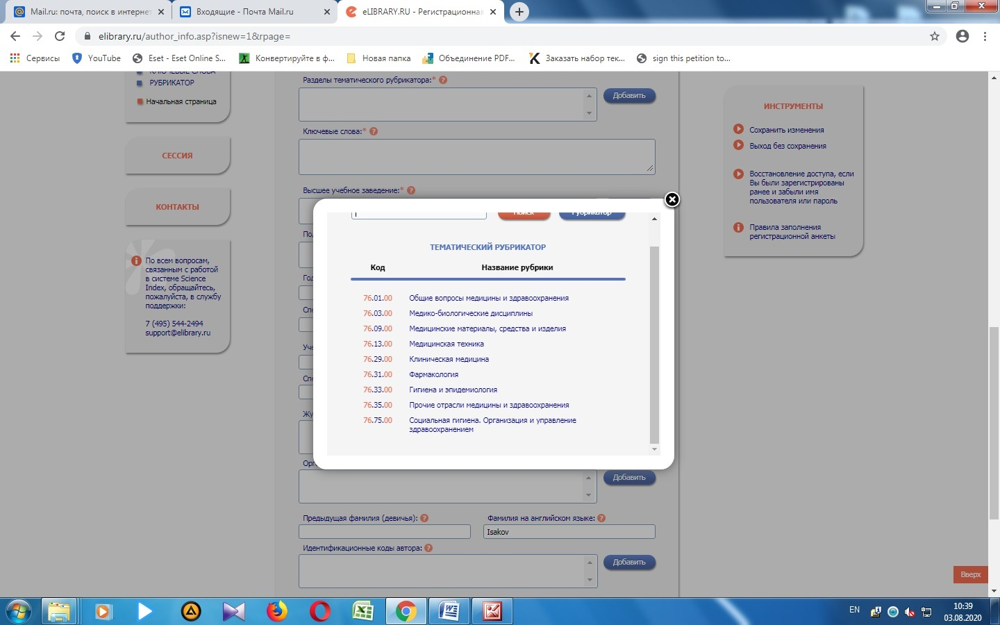 Mail.ru: почта, поиск в интернет
Входящие - Почта Mail.ru
eLIBRARY.RU - Регистрационная
elibrary.ru/author_info.asp?isnew=1&rpage=
Сервисы
YouTube
Eset - Eset Online S...
Конвертируйте в ф...
Новая папка
Объединение PDF...
Заказать набор тек...
sign this petition to...
КЛЮЧЕВЫЕ СЛОВА
РУБРИКАТОР
Начальная страница
СЕССИЯ
КОНТАКТЫ
По всем вопросам,
связанным с работой
в системе Science
Index, обращайтесь,
пожалуйста, в службу
поддержки:
7 (495) 544-2494
support@elibrary.ru
Разделы тематического рубрикатора:* ?
Добавить
Ключевые слова:* ?
Высшее учебное заведение:* ?
Поиск
Рубрикатор
ТЕМАТИЧЕСКИЙ РУБРИКАТОР
Код Название рубрики
76.01.00 Общие вопросы медицины и здравоохранения
76.03.00 Медико-биологические дисциплины
76.09.00 Медицинские материалы, средства и изделия
76.13.00 Медицинская техника
76.29.00 Клиническая медицина
76.31.00 Фармакология
76.33.00 Гигиена и эпидемиология
76.35.00 Прочие отрасли медицины и здравоохранения
76.75.00 Социальная гигиена. Организация и управление
здравоохранением
Добавить
Предыдущая фамилия (девичья): ?
Фамилия на английском языке: ?
Isakov
Идентификационные коды автора: ?
Добавить
ИНСТРУМЕНТЫ
Сохранить изменения
Выход без сохранения
Восстановление доступа, если
Вы были зарегистрированы
ранее и забыли имя
пользователя или пароль
Правила заполнения
регистрационной анкеты
Вверх
EN
10:39
03.08.2020